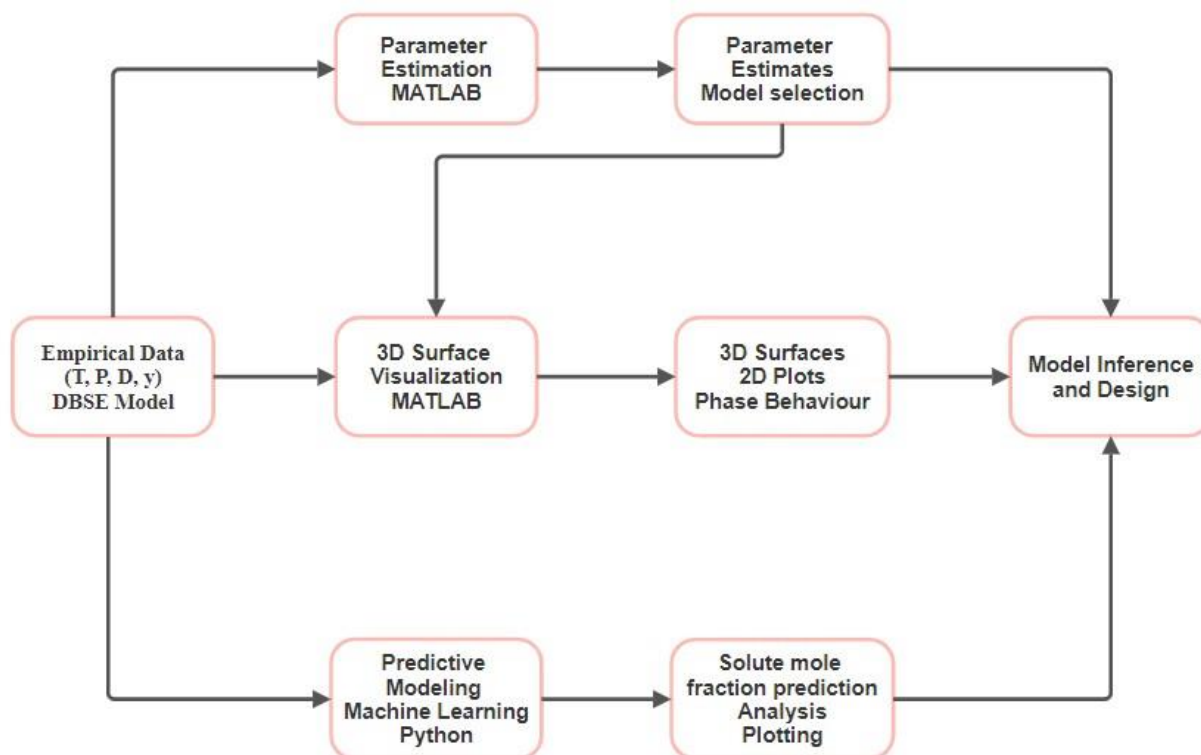 Parameter
Estimation
MATLAB
Parameter
Estimates
Model selection
Empirical Data
(T, P, D, y)
DBSE Model
3D Surface
Visualization
MATLAB
3D Surfaces
2D Plots
Phase Behaviour
Model Inference
and Design
Predictive
Modeling
Machine Learning
Python
Solute mole
fraction prediction
Analysis
Plotting